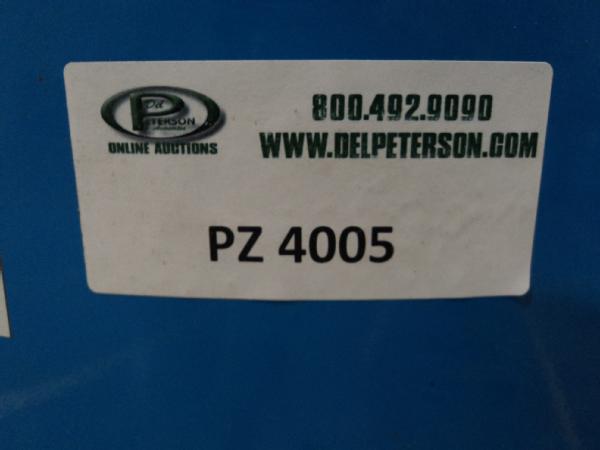 Del
PETERSON
ONLINE AUCTIONS
800.492.9090
WWW.DELPETERSON.COM
PZ 4005